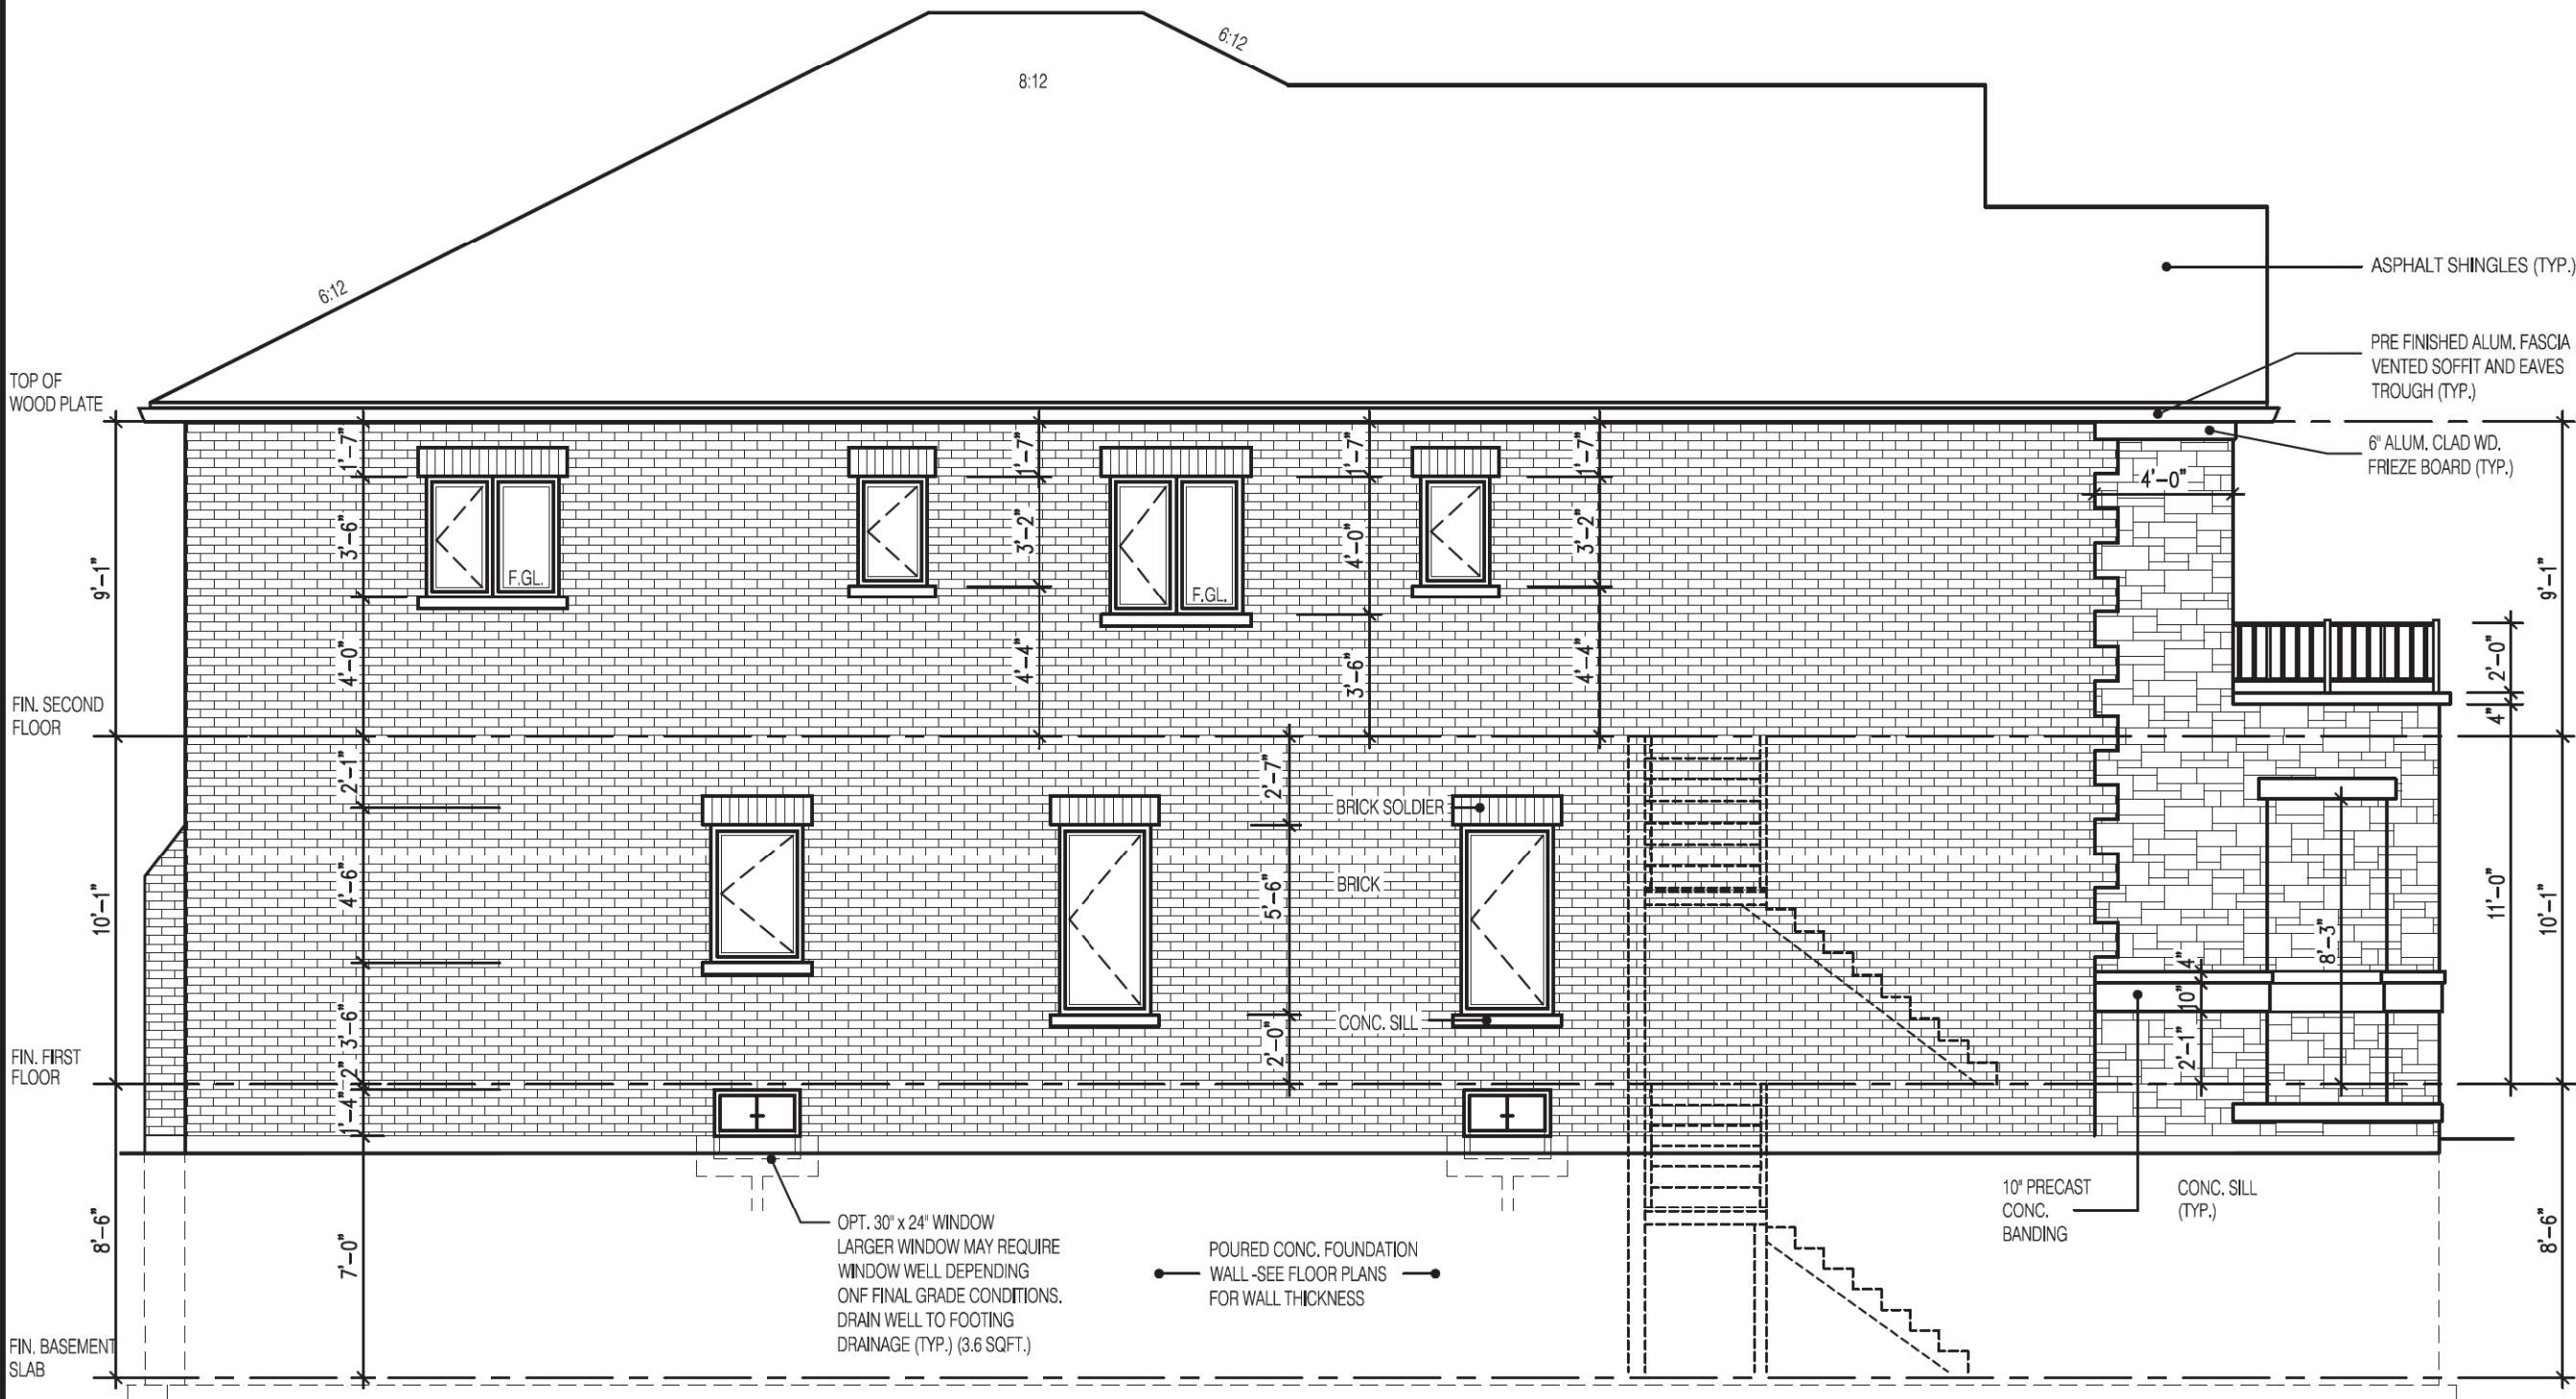 6:12
8:12
6:12
ASPHALT SHINGLES (TYP.)
PRE FINISHED ALUM. FASCIA
VENTED SOFFIT AND EAVES
TROUGH (TYP.)
6" ALUM. CLAD WD.
FRIEZE BOARD (TYP.)
TOP OF
WOOD PLATE
1'-7"
1'-7"
1'-7"
1'-7"
4'-0"
3'-6"
3'-2"
4'-0"
3'-2"
F.GL.
F.GL.
9'-1"
9'-1"
4'-0"
4'-4"
3'-6"
4'-4"
2'-0"
4"
FIN. SECOND
FLOOR
2'-1"
2'-7"
BRICK SOLDIER
4'-6"
5'-6"
BRICK
10'-1"
11'-0"
10'-1"
8'-3"
4"
10"
2'-1"
CONC. SILL
3'-6"
2'-0"
FIN. FIRST
FLOOR
2"
1'-4"
10" PRECAST
CONC.
BANDING
CONC. SILL
(TYP.)
8'-6"
7'-0"
8'-6"
OPT. 30" x 24" WINDOW
LARGER WINDOW MAY REQUIRE
WINDOW WELL DEPENDING
ONF FINAL GRADE CONDITIONS.
DRAIN WELL TO FOOTING
DRAINAGE (TYP.) (3.6 SQFT.)
POURED CONC. FOUNDATION
WALL -SEE FLOOR PLANS
FOR WALL THICKNESS
FIN. BASEMENT
SLAB